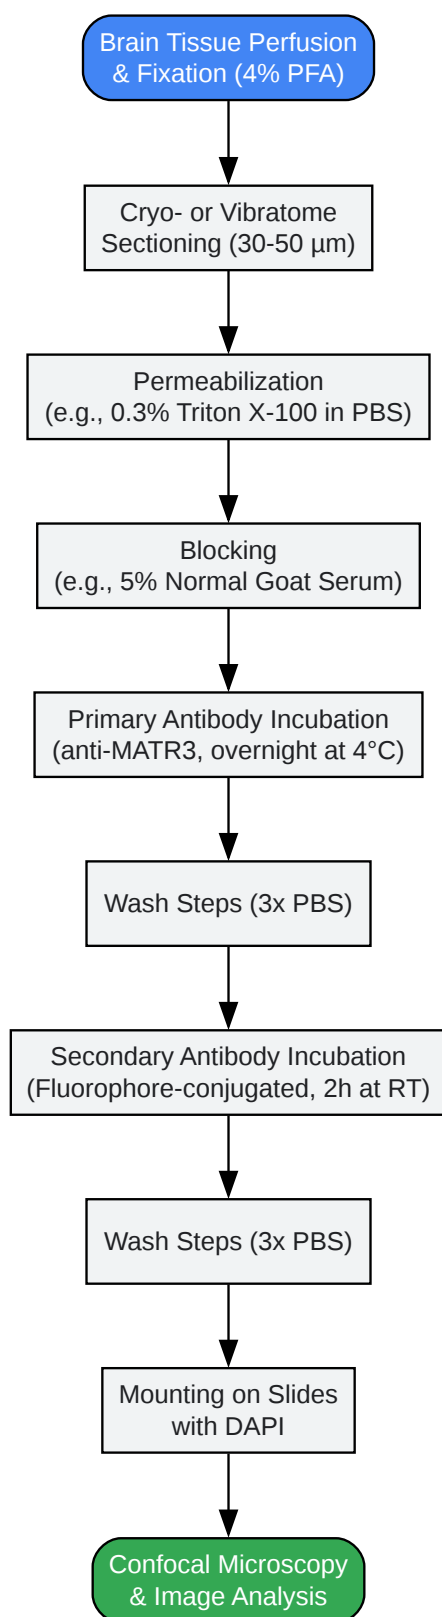 Brain Tissue Perfusion
& Fixation (4% PFA)
Cryo- or Vibratome
Sectioning (30-50 µm)
Permeabilization
(e.g., 0.3% Triton X-100 in PBS)
Blocking
(e.g., 5% Normal Goat Serum)
Primary Antibody Incubation
(anti-MATR3, overnight at 4°C)
Wash Steps (3x PBS)
Secondary Antibody Incubation
(Fluorophore-conjugated, 2h at RT)
Wash Steps (3x PBS)
Mounting on Slides
with DAPI
Confocal Microscopy
& Image Analysis